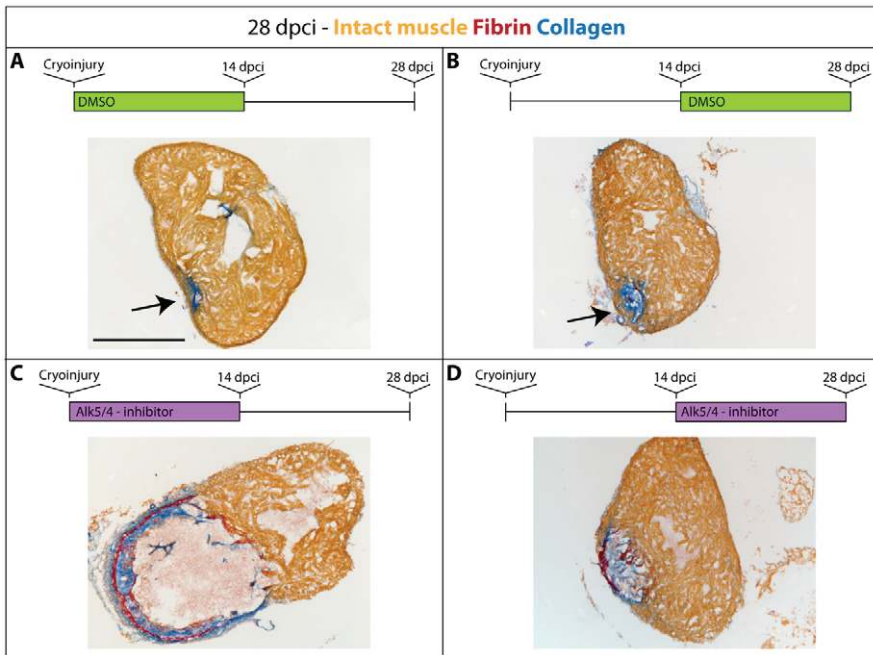 28 dpci - Intact muscle Fibrin Collagen
A
Cryoinjury 14 dpci 28 dpci
DMSO
B
Cryoinjury 14 dpci 28 dpci
DMSO
C
Cryoinjury 14 dpci 28 dpci
Alk5/4 - inhibitor
D
Cryoinjury 14 dpci 28 dpci
Alk5/4 - inhibitor